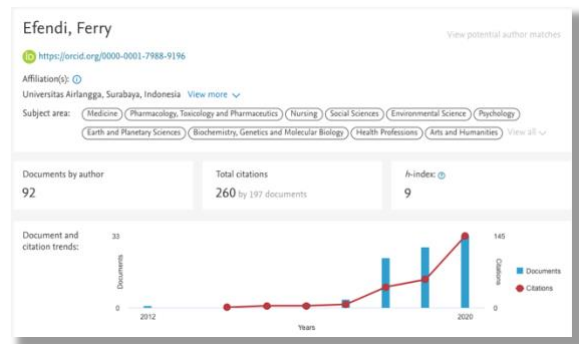 Efendi, Ferry
View potential author matches
iD https://orcid.org/0000-0001-7988-9196
Affiliation(s):
Universitas Airlangga, Surabaya, Indonesia View more
Subject area: Medicine Pharmacology, Toxicology and Pharmaceutics Nursing Social Sciences Environmental Science Psychology
Earth and Planetary Sciences Biochemistry, Genetics and Molecular Biology Health Professions Arts and Humanities View all
Documents by author
92
Total citations
260 by 197 documents
h-index:
9
Document and
citation trends:
33
Documents
0
2012
2020
Years
145
Citations
0
Documents
Citations